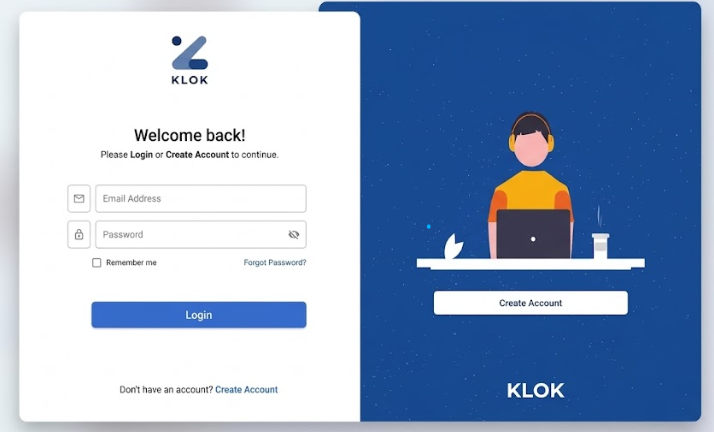 KLOK
Welcome back!
Please Login or Create Account to continue.
Email Address
Password
Remember me
Forgot Password?
Login
Don't have an account? Create Account
Create Account
KLOK